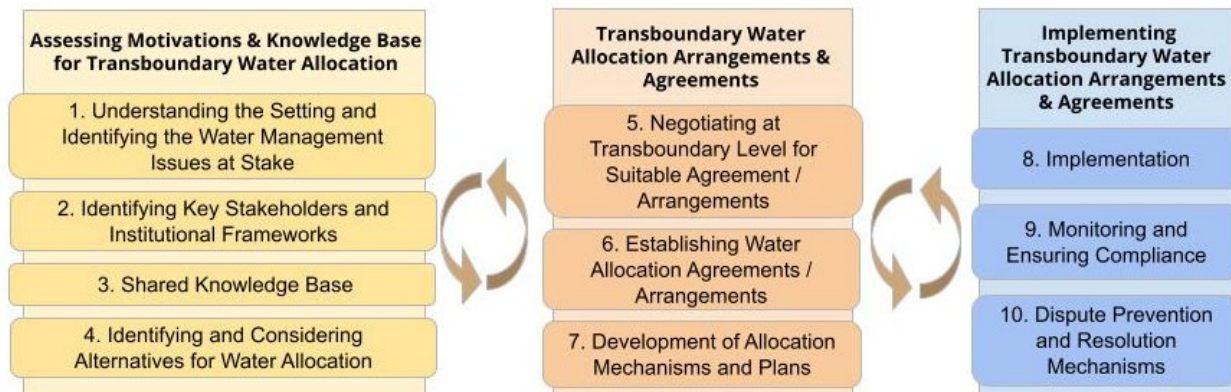 Assessing Motivations & Knowledge Base
for Transboundary Water Allocation
1. Understanding the Setting and
Identifying the Water Management
Issues at Stake
2. Identifying Key Stakeholders and
Institutional Frameworks
3. Shared Knowledge Base
4. Identifying and Considering
Alternatives for Water Allocation
Transboundary Water
Allocation Arrangements &
Agreements
5. Negotiating at
Transboundary Level for
Suitable Agreement /
Arrangements
6. Establishing Water
Allocation Agreements /
Arrangements
7. Development of Allocation
Mechanisms and Plans
Implementing
Transboundary Water
Allocation Arrangements
& Agreements
8. Implementation
9. Monitoring and
Ensuring Compliance
10. Dispute Prevention
and Resolution
Mechanisms